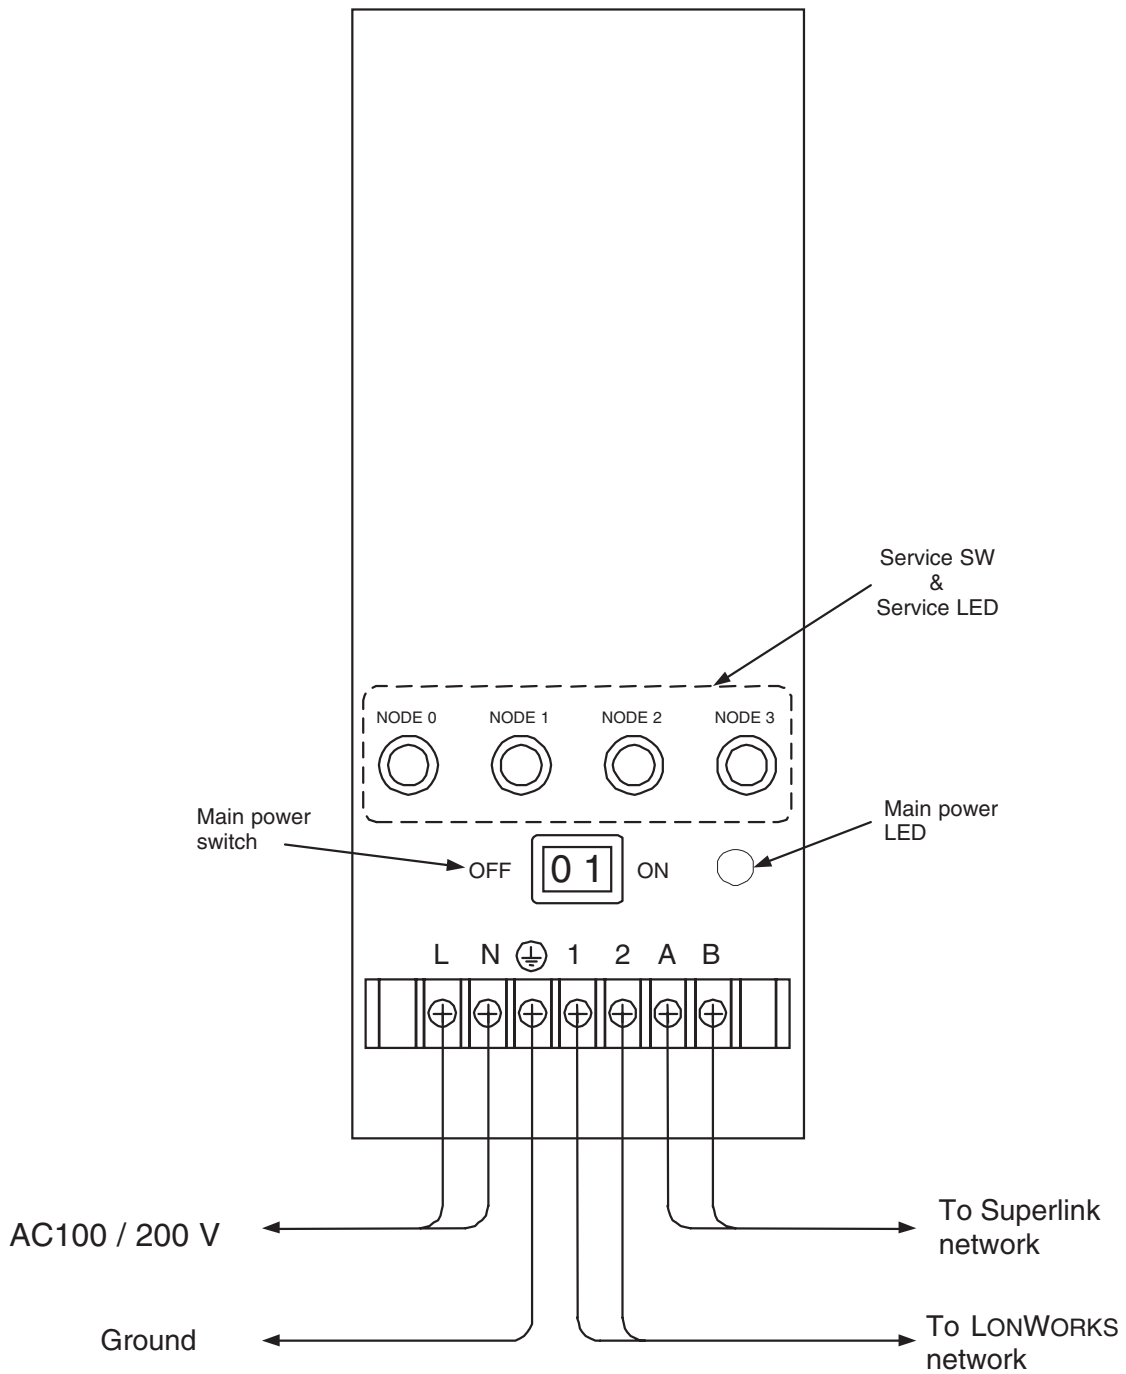 Service SW
&
Service LED
NODE 0 NODE 1 NODE 2 NODE 3
Main power
switch
Main power
LED
OFF 0 1 ON
L N 1 2 A B
AC100 / 200 V
To Superlink
network
Ground
To LONWORKS
network